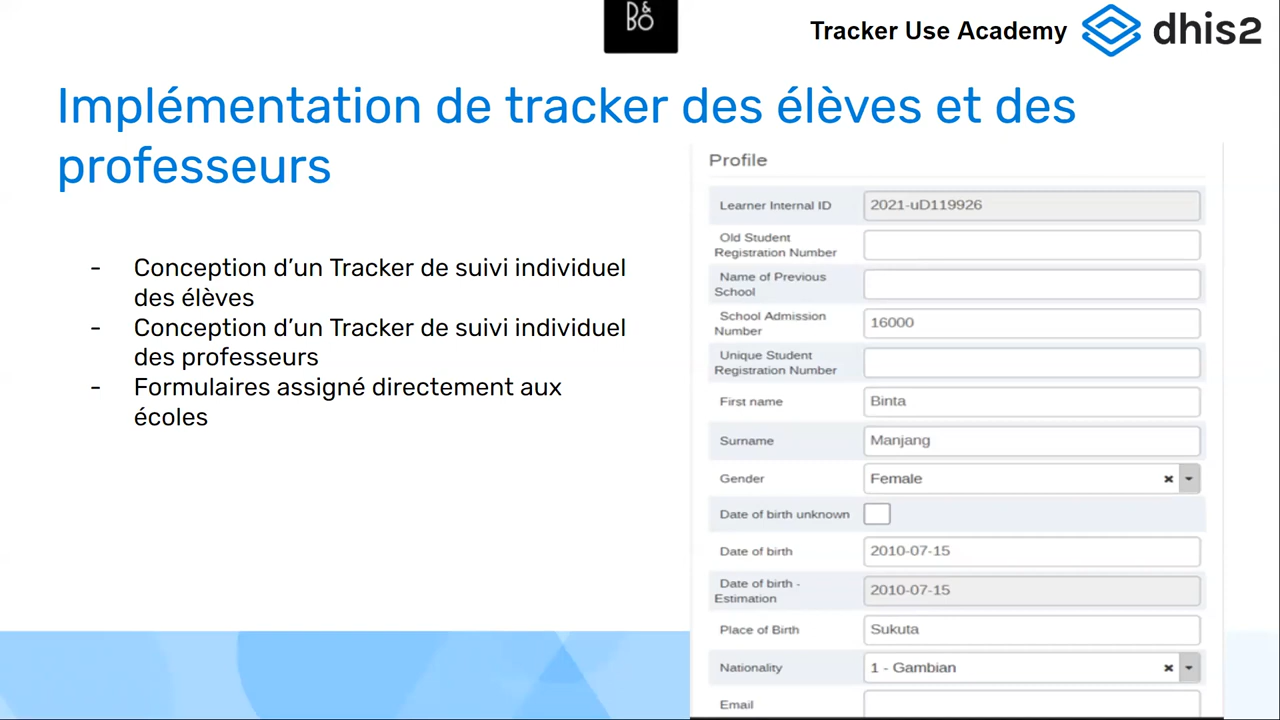 D&
BO
Tracker Use Academy
dhis2
Implémentation de tracker des élèves et des
professeurs
- Conception d’un Tracker de suivi individuel
des élèves
- Conception d’un Tracker de suivi individuel
des professeurs
- Formulaires assigné directement aux
écoles
Profile
Learner Internal ID 2021-uD119926
Old Student
Registration Number
Name of Previous
School
School Admission
Number 16000
Unique Student
Registration Number
First name Binta
Surname Manjang
Gender Female
Date of birth unknown
Date of birth 2010-07-15
Date of birth -
Estimation 2010-07-15
Place of Birth Sukuta
Nationality 1 - Gambian
Email